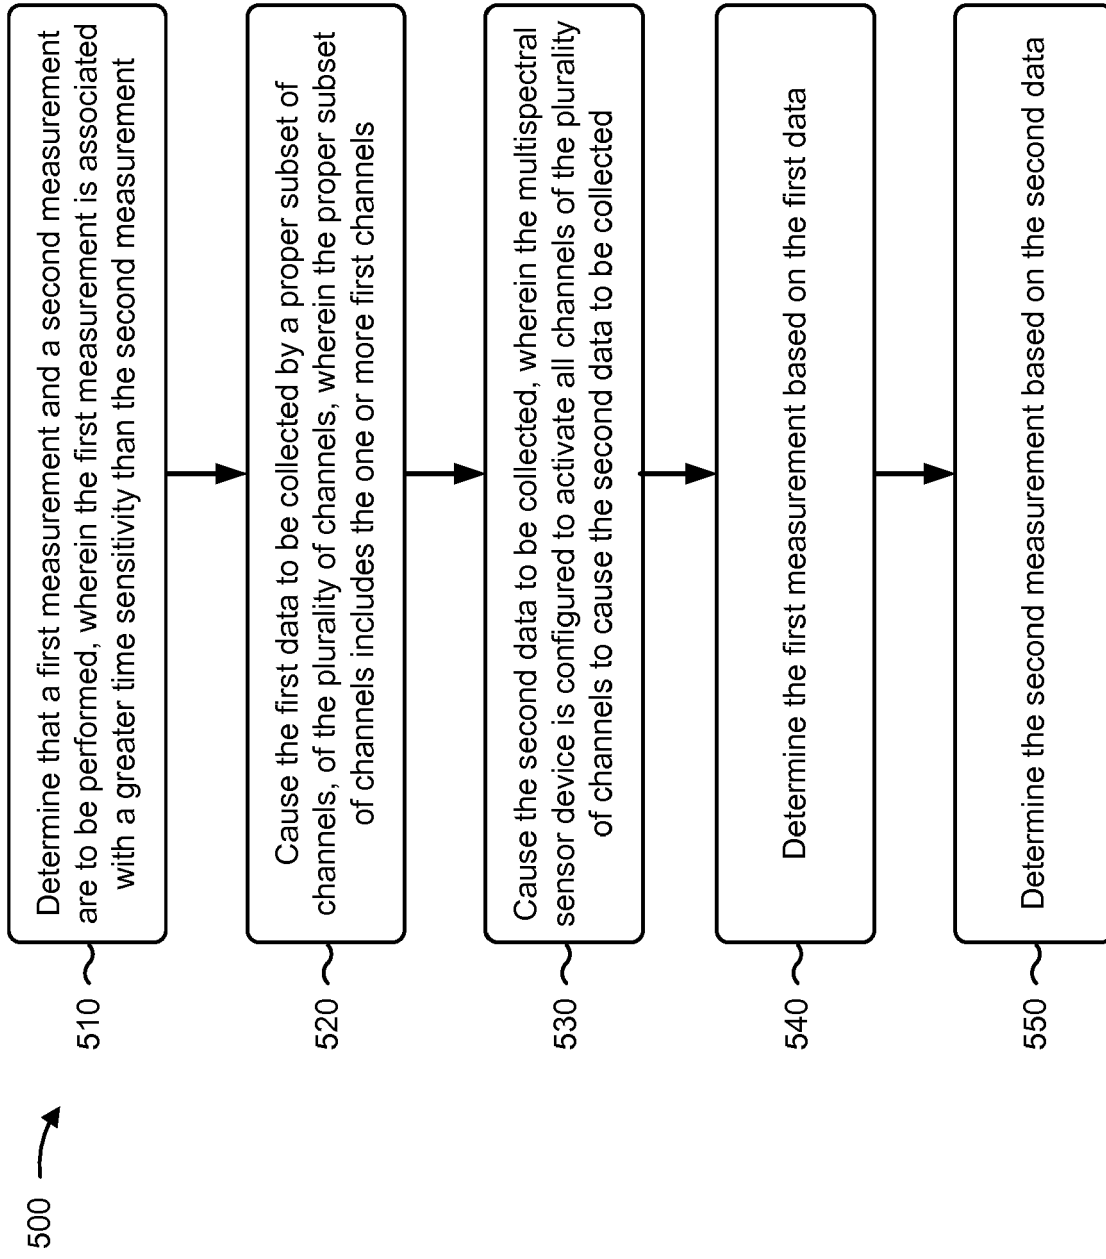 500
510
Determine that a first measurement and a second measurement
are to be performed, wherein the first measurement is associated
with a greater time sensitivity than the second measurement
520
Cause the first data to be collected by a proper subset of
channels, of the plurality of channels, wherein the proper subset
of channels includes the one or more first channels
530
Cause the second data to be collected, wherein the multispectral
sensor device is configured to activate all channels of the plurality
of channels to cause the second data to be collected
540
Determine the first measurement based on the first data
550
Determine the second measurement based on the second data